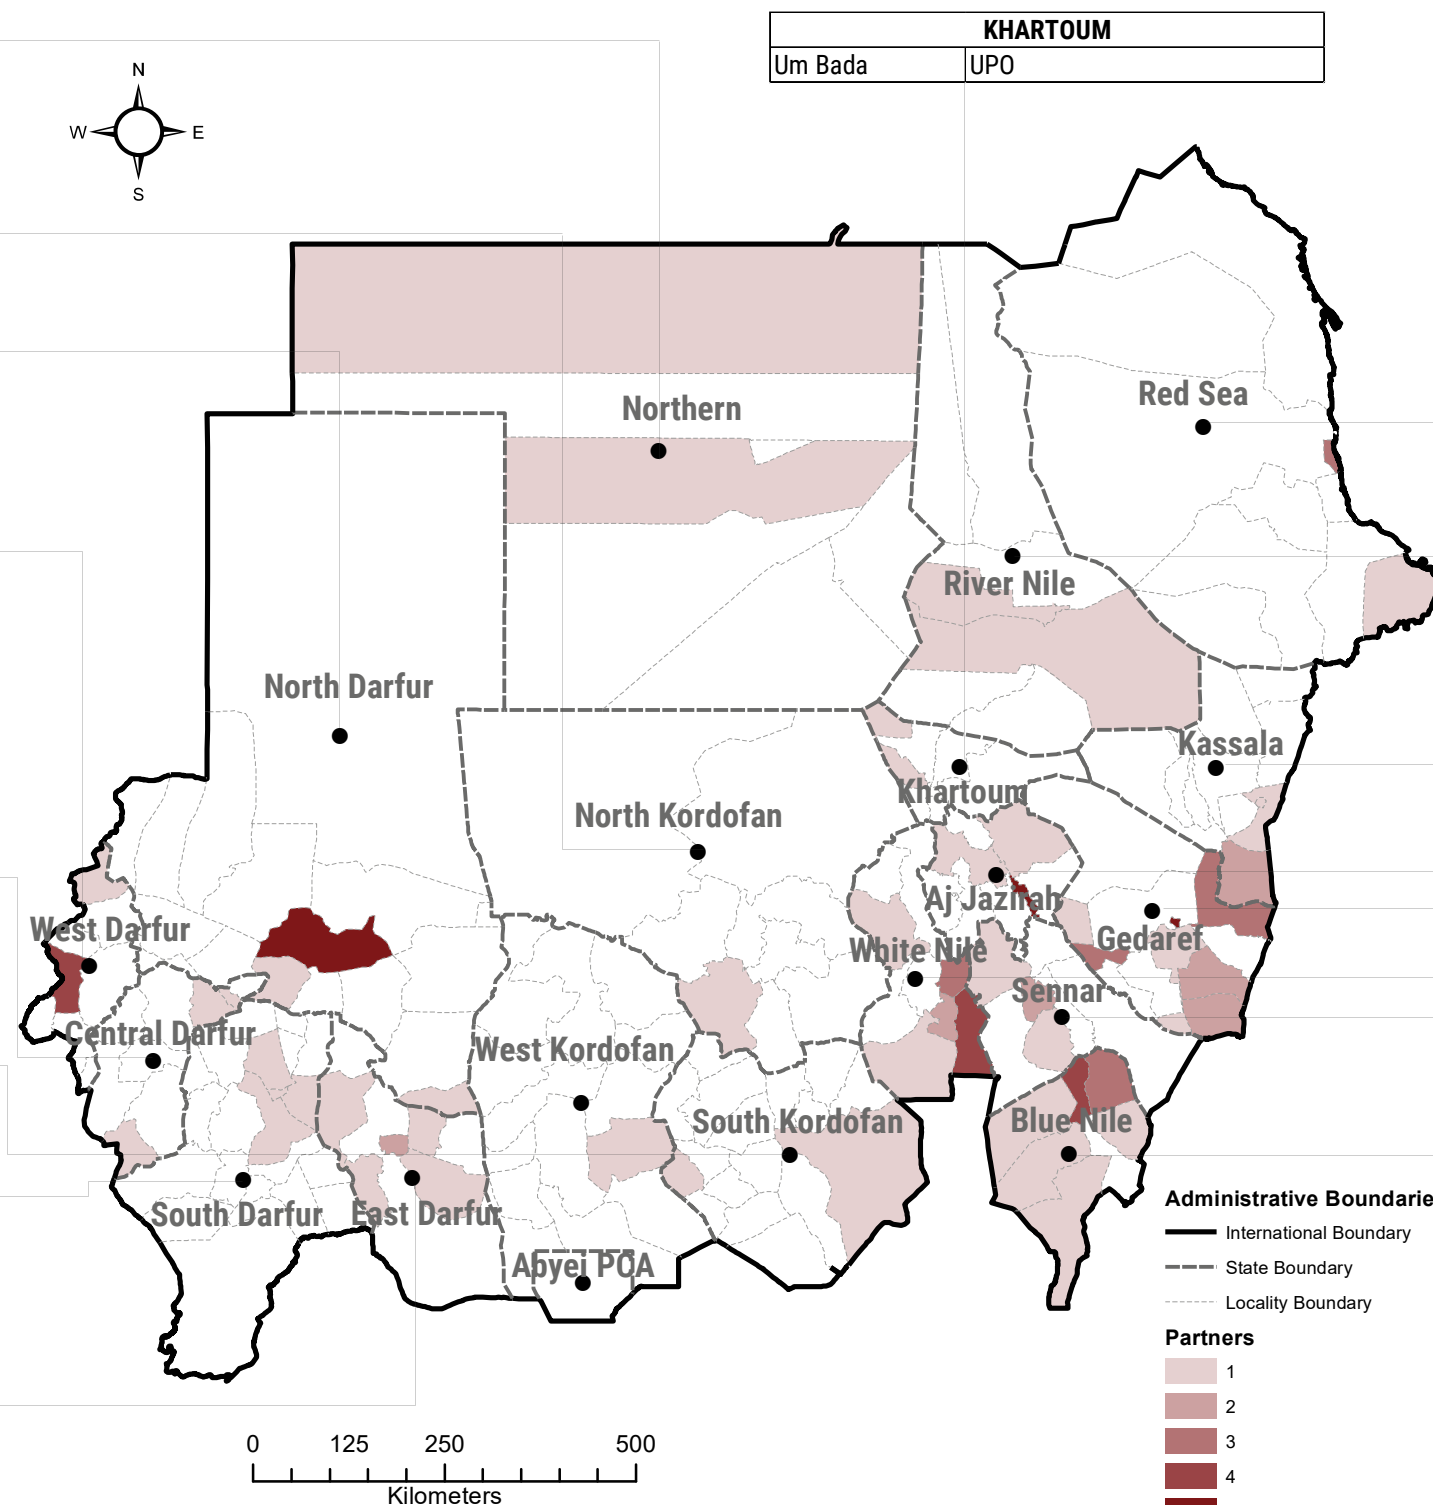 KHARTOUM
Um Bada UPO
N
W E
S
Northern
Red Sea
River Nile
North Darfur
Kassala
Khartoum
North Kordofan
Aj Jazirah
West Darfur
White Nile
Gedaref
Sennar
Central Darfur
West Kordofan
South Kordofan
Blue Nile
South Darfur
East Darfur
Abyei PCA
Administrative Boundarie
International Boundary
State Boundary
Locality Boundary
Partners
1
2
3
4
0 125 250 500
Kilometers